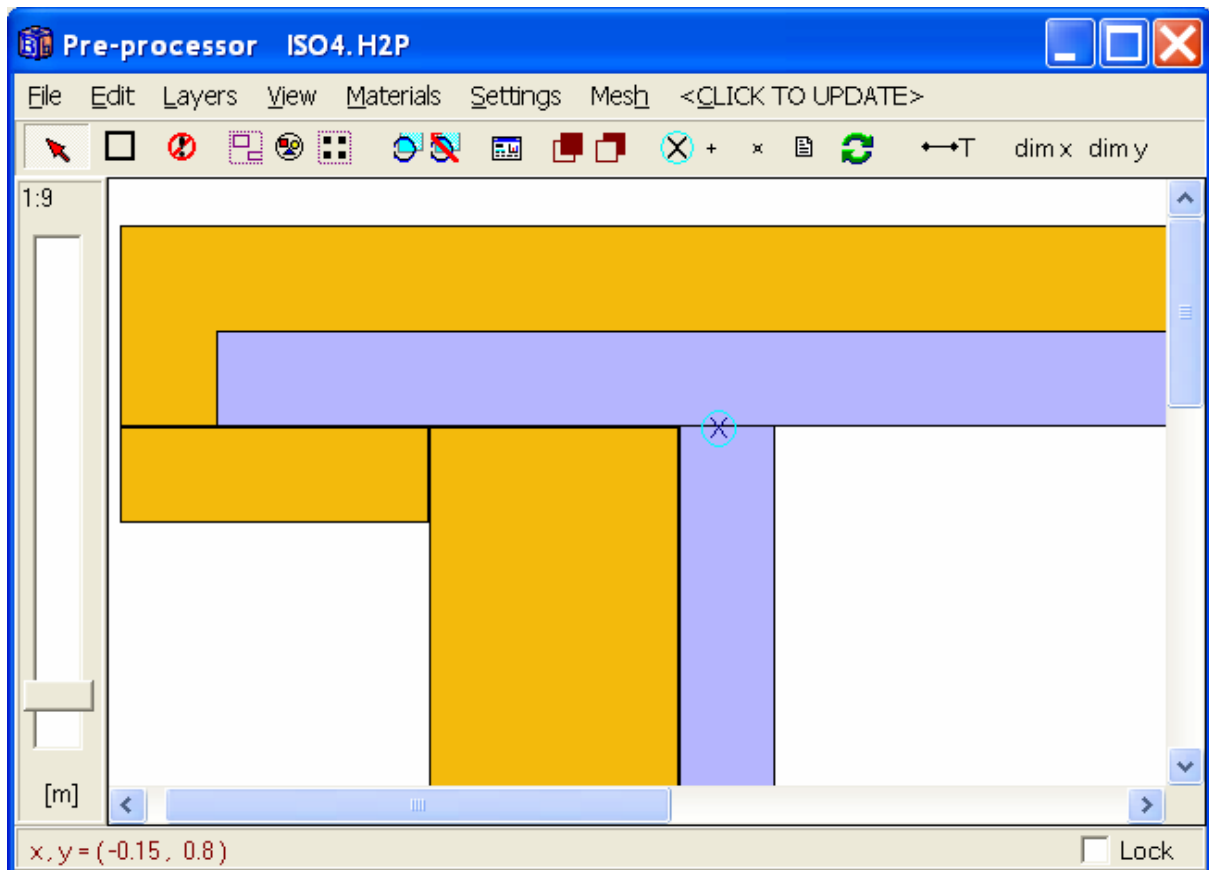 Pre-processor ISO4.H2P
File Edit Layers View Materials Settings Mesh <CLICK TO UPDATE>
T dim x dim y
1:9
[m]
x, y = (-0.15, 0.8)
Lock